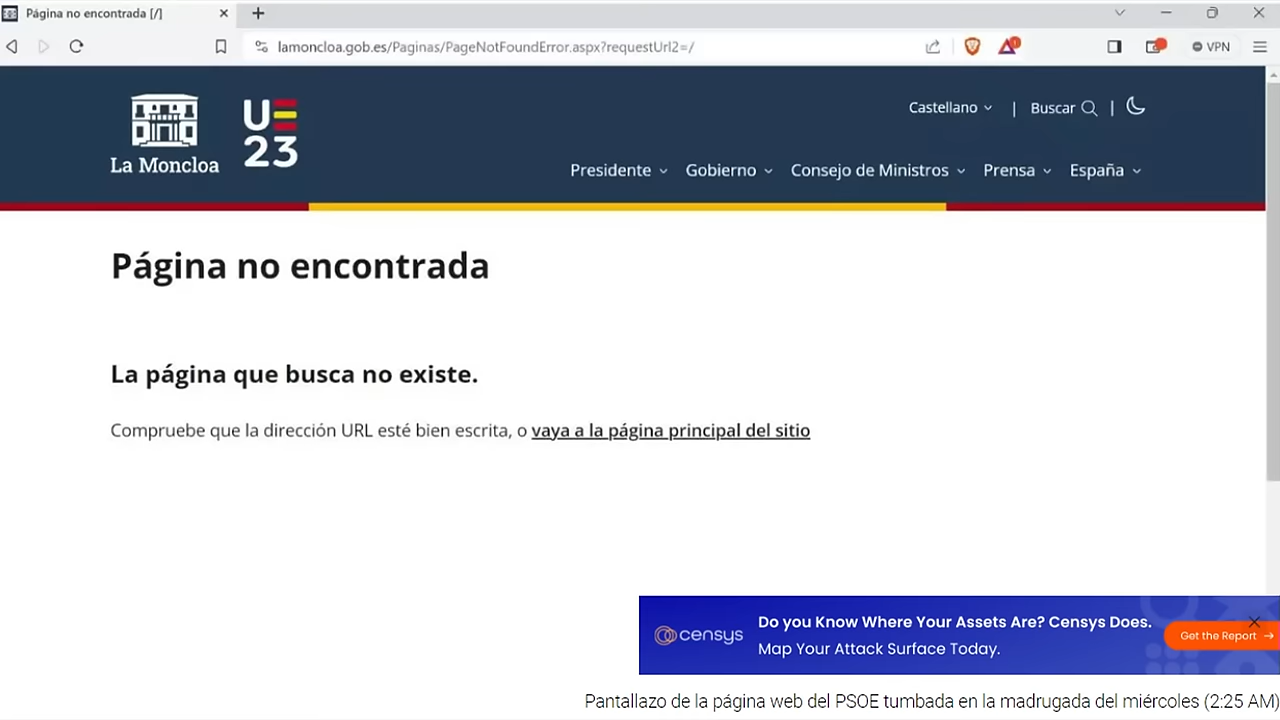 Página no encontrada [/]
lamoncloa.gob.es/Paginas/PageNotFoundError.aspx?requestUrl2=/
VPN
La Moncloa
UE
23
Castellano | Buscar |
Presidente Gobierno Consejo de Ministros Prensa España
Página no encontrada
La página que busca no existe.
Compruebe que la dirección URL esté bien escrita, o vaya a la página principal del sitio
censys
Do you Know Where Your Assets Are? Censys Does.
Map Your Attack Surface Today.
Get the Report →
Pantallazo de la página web del PSOE tumbada en la madrugada del miércoles (2:25 AM)